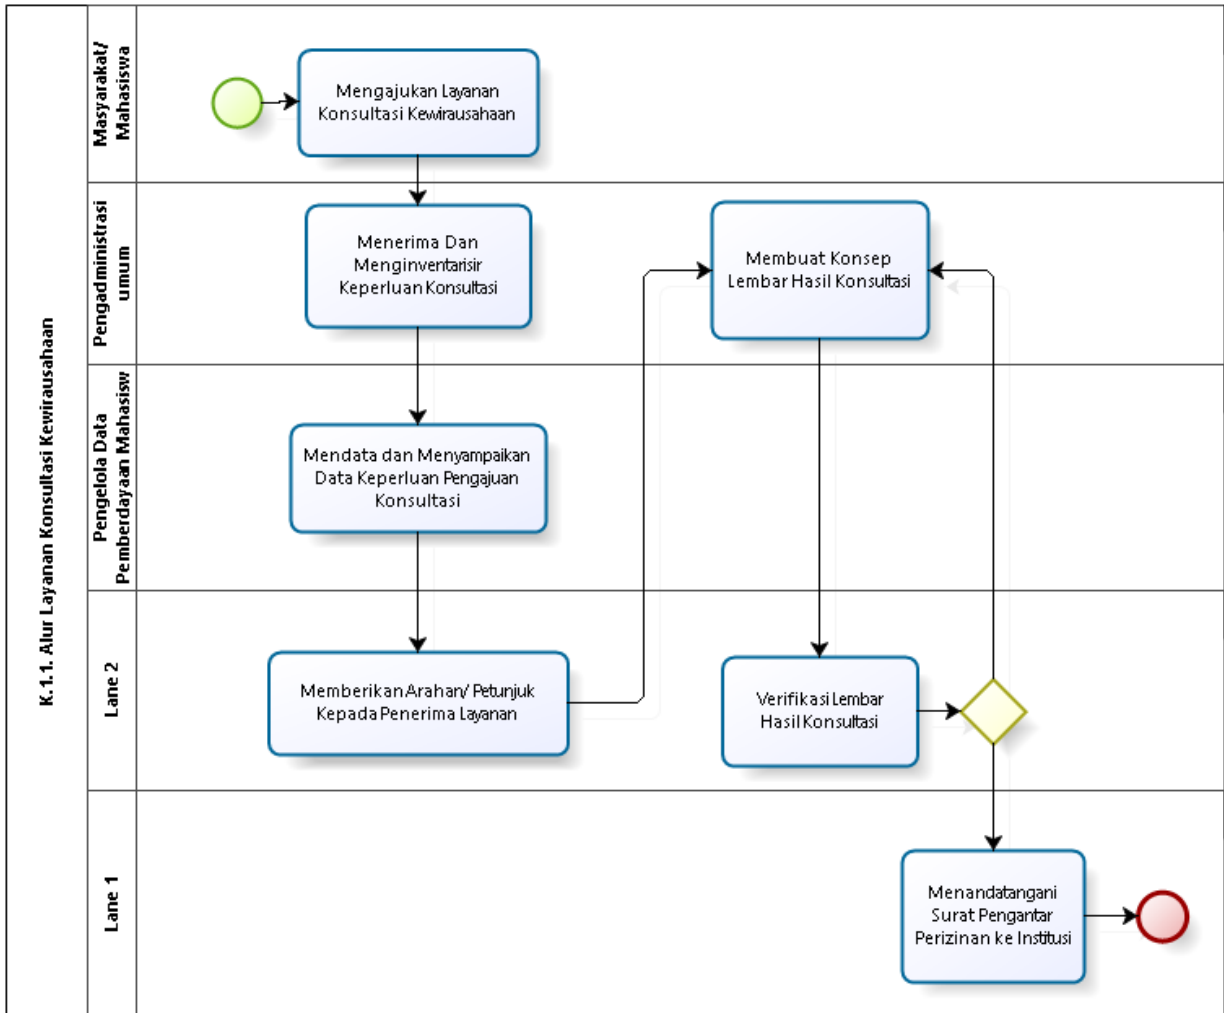 K.1.1. Alur Layanan Konsultasi Kewirausahaan
Masyarakat/
Mahasiswa
Mengajukan Layanan
Konsultasi Kewirausahaan
Pengadministrasi
umum
Menerima Dan
Menginventarisir
Keperluan Konsultasi
Membuat Konsep
Lembar Hasil Konsultasi
Pengelola Data
Pemberdayaan Mahasisw
Mendata dan Menyampaikan
Data Keperluan Pengajuan
Konsultasi
Lane 2
Memberikan Arahan/ Petunjuk
Kepada Penerima Layanan
Verifikasi Lembar
Hasil Konsultasi
Lane 1
Menandatangani
Surat Pengantar
Perizinan ke Institusi